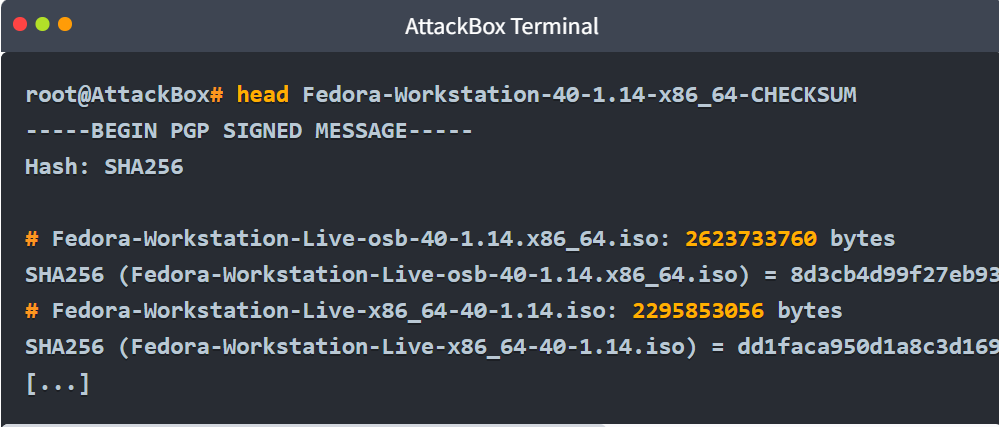 AttackBox Terminal
root@AttackBox# head Fedora-Workstation-40-1.14-x86_64-CHECKSUM
-----BEGIN PGP SIGNED MESSAGE-----
Hash: SHA256
# Fedora-Workstation-Live-osb-40-1.14.x86_64.iso: 2623733760 bytes
SHA256 (Fedora-Workstation-Live-osb-40-1.14.x86_64.iso) = 8d3cb4d99f27eb93
# Fedora-Workstation-Live-x86_64-40-1.14.iso: 2295853056 bytes
SHA256 (Fedora-Workstation-Live-x86_64-40-1.14.iso) = dd1faca950d1a8c3d169
[...]